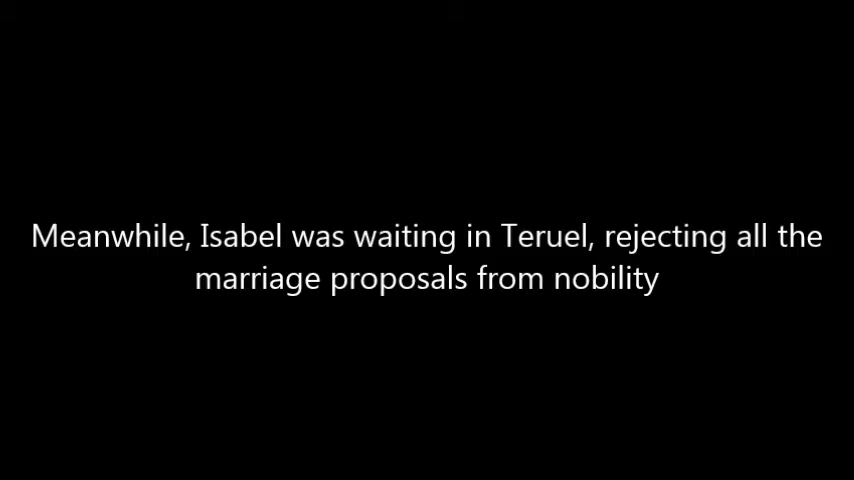 Meanwhile, Isabel was waiting in Teruel, rejecting all the
marriage proposals from nobility